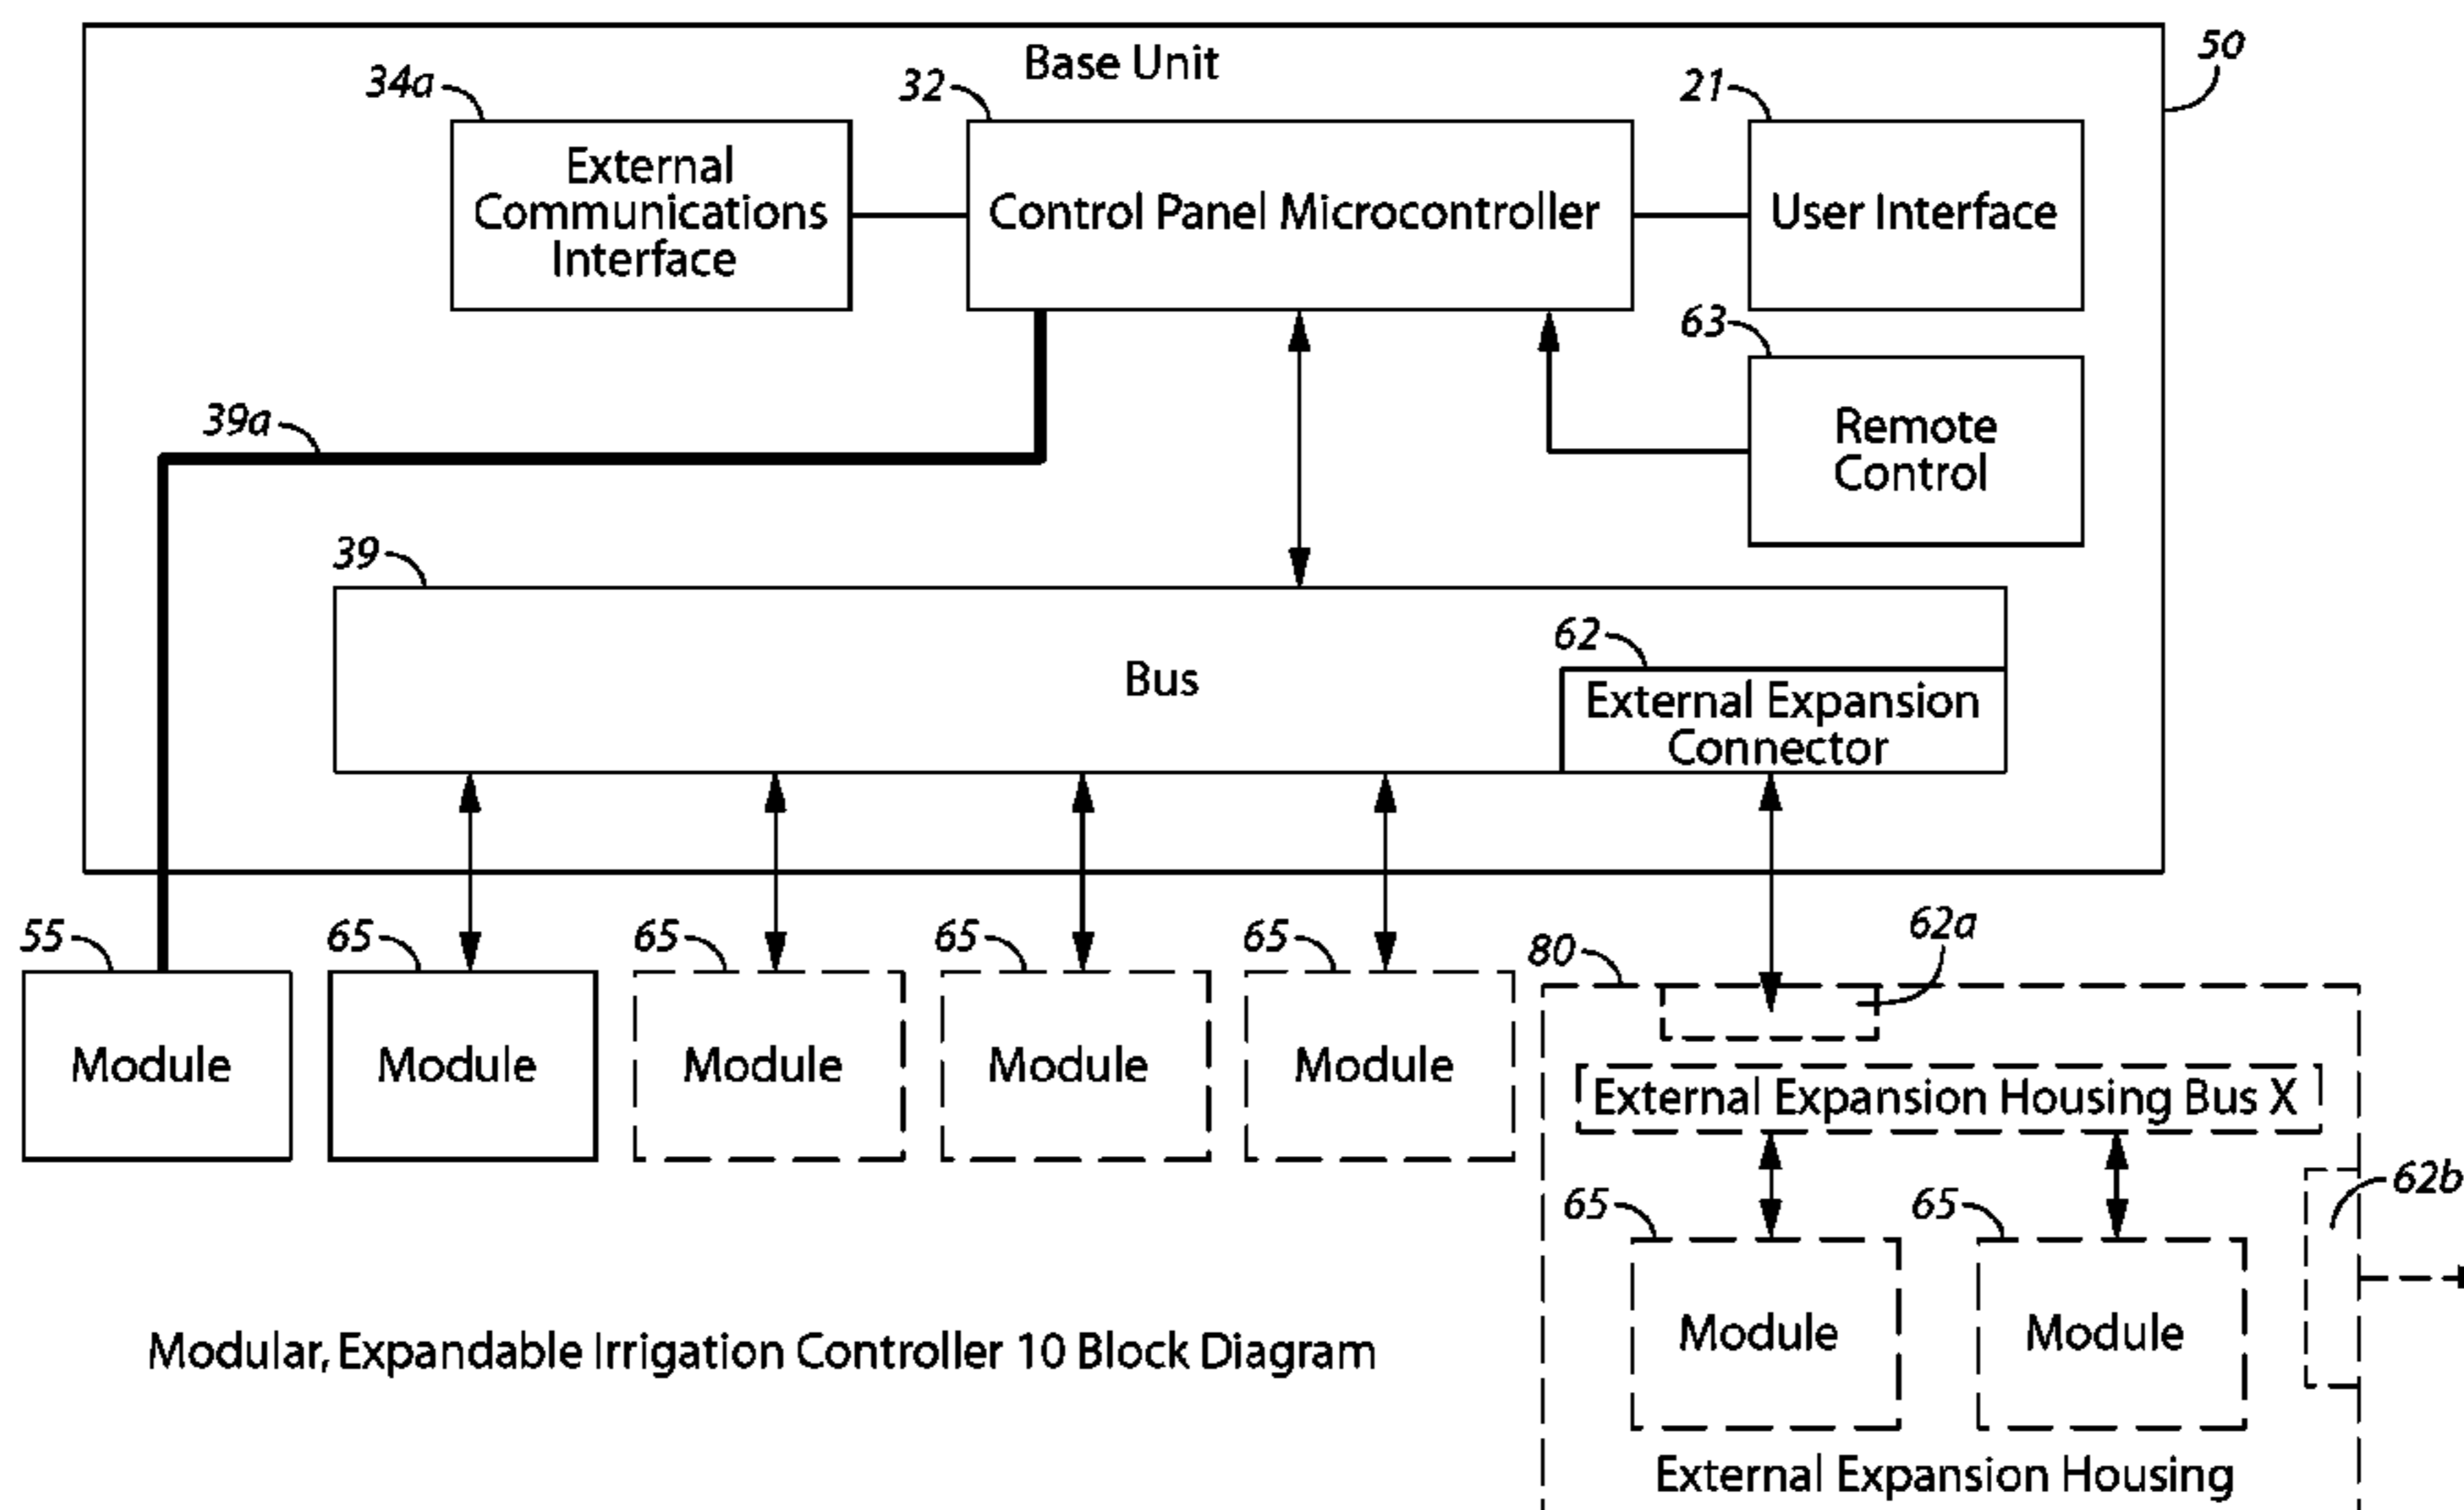 Base Unit
50
34a
32
21
External
Communications
Interface
Control Panel Microcontroller
User Interface
63
39a
Remote
Control
39
62
Bus
External Expansion
Connector
55
65
65
65
65
80
62a
Module
Module
Module
Module
Module
External Expansion Housing Bus X
62b
65
65
Module
Module
Modular, Expandable Irrigation Controller 10 Block Diagram
External Expansion Housing